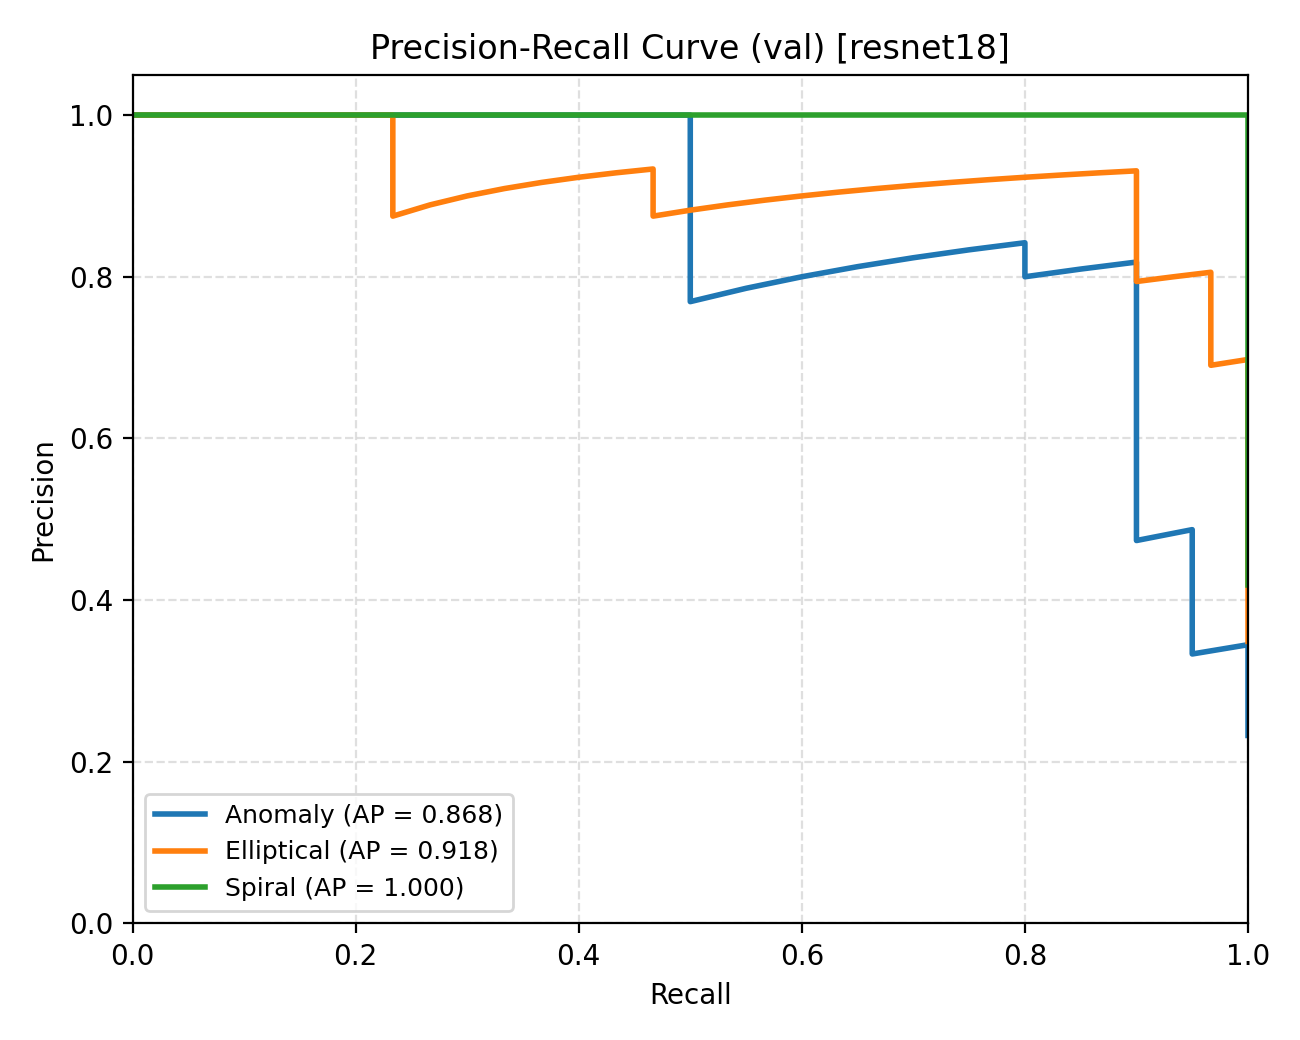 Precision-Recall Curve (val) [resnet18]
1.0
0.8
0.6
0.4
0.2
0.0
Precision
Anomaly (AP = 0.868)
Elliptical (AP = 0.918)
Spiral (AP = 1.000)
0.0 0.2 0.4 0.6 0.8 1.0
Recall